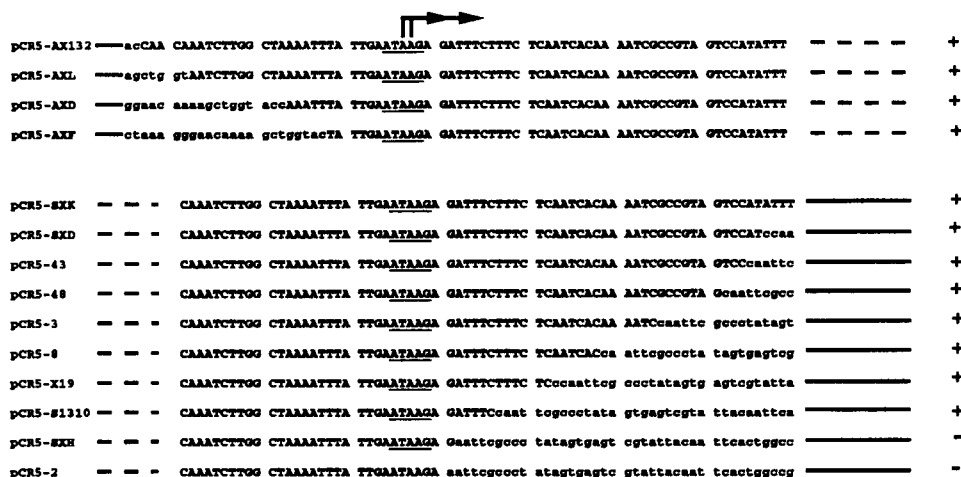 pCR5-AX132 acCAA CAAATCTTGG CTAAAATTTA TTGAATAAGA GATTTCTTTC TCAATCACAA AATCGCCGTA GTCCATATTT +
pCR5-AXL agctg gtAATCTTGG CTAAAATTTA TTGAATAAGA GATTTCTTTC TCAATCACAA AATCGCCGTA GTCCATATTT +
pCR5-AXD ggaac aaaagctggt accAAATTTA TTGAATAAGA GATTTCTTTC TCAATCACAA AATCGCCGTA GTCCATATTT +
pCR5-AXF ctaaa gggaacaaaa gctggtacTA TTGAATAAGA GATTTCTTTC TCAATCACAA AATCGCCGTA GTCCATATTT +
pCR5-SXK CAAATCTTGG CTAAAATTTA TTGAATAAGA GATTTCTTTC TCAATCACAA AATCGCCGTA GTCCATATTT +
pCR5-SXD CAAATCTTGG CTAAAATTTA TTGAATAAGA GATTTCTTTC TCAATCACAA AATCGCCGTA GTCCATccaa +
pCR5-43 CAAATCTTGG CTAAAATTTA TTGAATAAGA GATTTCTTTC TCAATCACAA AATCGCCGTA GTCCcaattc +
pCR5-48 CAAATCTTGG CTAAAATTTA TTGAATAAGA GATTTCTTTC TCAATCACAA AATCGCCGTA Gcaattcgcc +
pCR5-3 CAAATCTTGG CTAAAATTTA TTGAATAAGA GATTTCTTTC TCAATCACAA AATCcaattc gccctatagt +
pCR5-8 CAAATCTTGG CTAAAATTTA TTGAATAAGA GATTTCTTTC TCAATCACca attcgcccta tagtgagtcg +
pCR5-X19 CAAATCTTGG CTAAAATTTA TTGAATAAGA GATTTCTTTC TCccaattcg ccctatagtg agtcgtatta +
pCR5-S1310 CAAATCTTGG CTAAAATTTA TTGAATAAGA GATTTCcaat tcgccctata gtgagtcgta ttacaattca +
pCR5-SXH CAAATCTTGG CTAAAATTTA TTGAATAAGA Gaattcgccc tatagtgagt cgtattacaa ttcactggcc -
pCR5-2 CAAATCTTGG CTAAAATTTA TTGAATAAGA aattcgccct atagtgagtc gtattacaat tcactggccg -